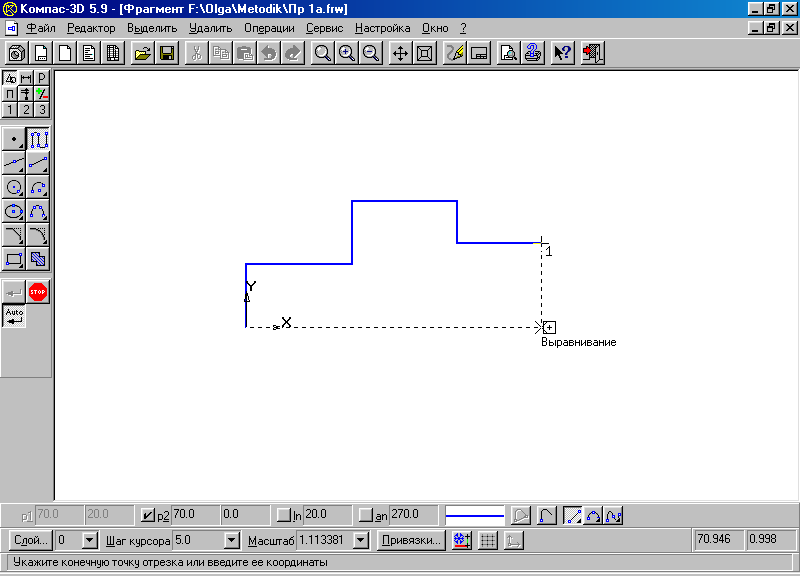 Компас-3D 5.9 - [Фрагмент F:\Olga\Metodik\Пр 1а.frw]
Файл Редактор Выделить Удалить Операции Сервис Настройка Окно ?
P
П
1 2 3
STOP
Auto
Y
X
1
Выравнивание
p1 70.0 20.0 p2 70.0 0.0 ln 20.0 an 270.0
Слой... 0 Шаг курсора 5.0 Масштаб 1.113381 Привязки... 70.946 0.998
Укажите конечную точку отрезка или введите ее координаты